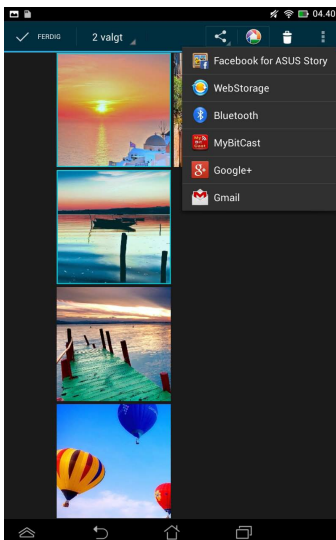 04.40
FERDIG
2 valgt
Facebook for ASUS Story
WebStorage
Bluetooth
MyBitCast
Google+
Gmail